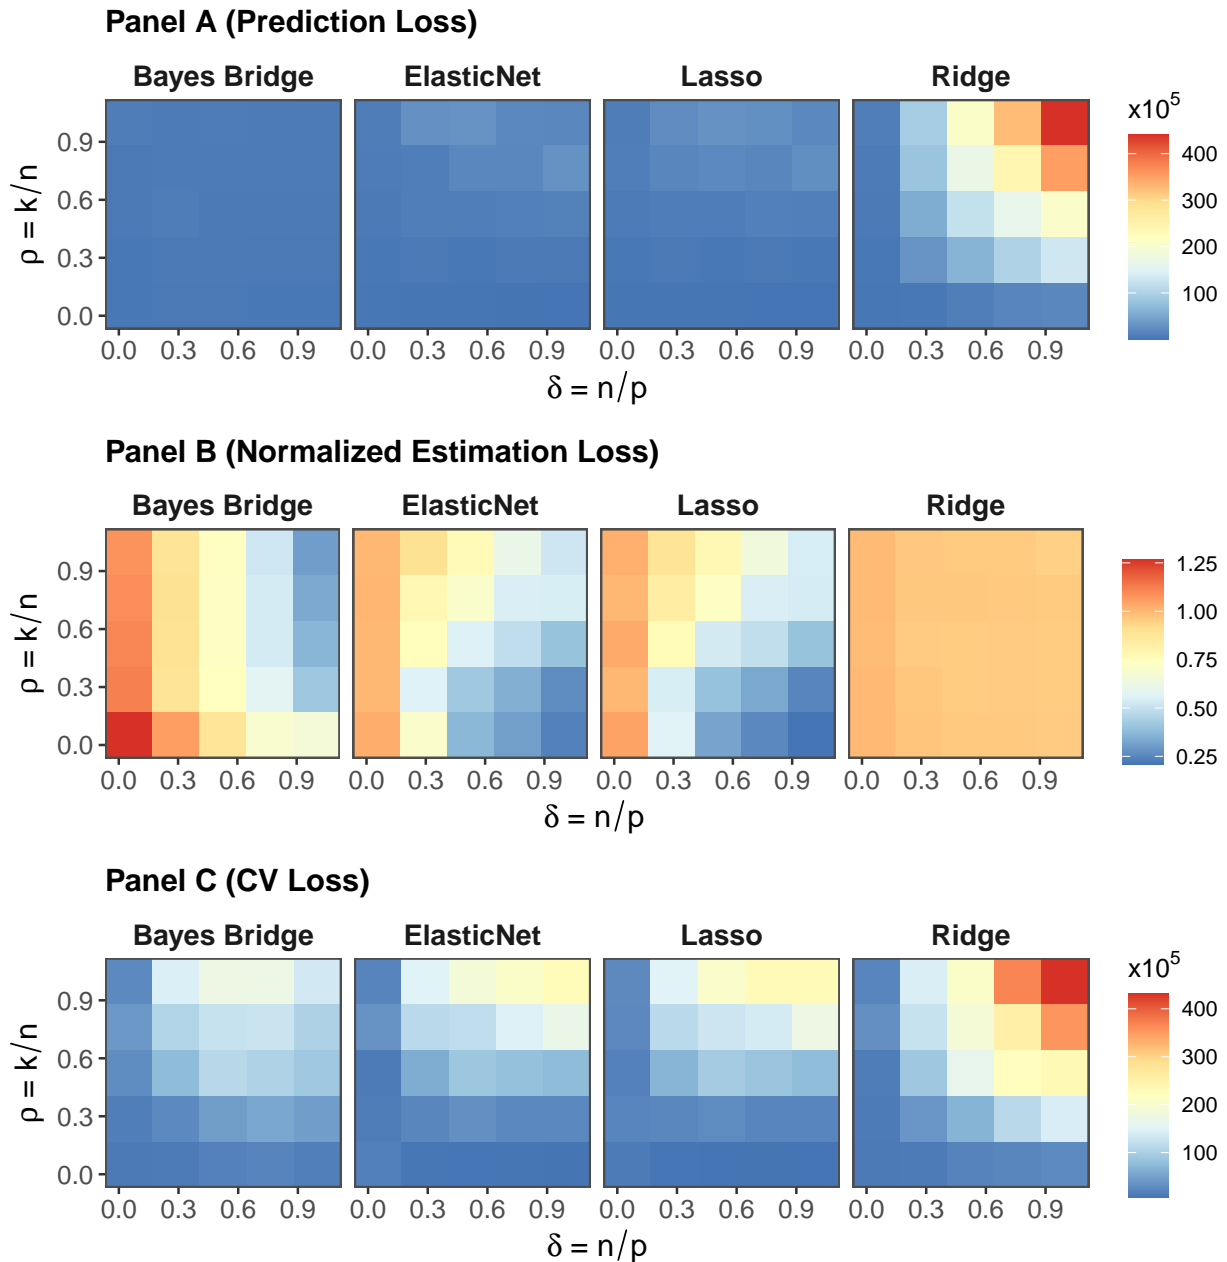 Panel A (Prediction Loss)
Bayes Bridge ElasticNet Lasso Ridge
ρ = k/n
0.9
0.6
0.3
0.0
0.0 0.3 0.6 0.9 0.0 0.3 0.6 0.9 0.0 0.3 0.6 0.9 0.0 0.3 0.6 0.9
δ = n/p
x10⁵
400
300
200
100
Panel B (Normalized Estimation Loss)
Bayes Bridge ElasticNet Lasso Ridge
ρ = k/n
0.9
0.6
0.3
0.0
0.0 0.3 0.6 0.9 0.0 0.3 0.6 0.9 0.0 0.3 0.6 0.9 0.0 0.3 0.6 0.9
δ = n/p
1.25
1.00
0.75
0.50
0.25
Panel C (CV Loss)
Bayes Bridge ElasticNet Lasso Ridge
ρ = k/n
0.9
0.6
0.3
0.0
0.0 0.3 0.6 0.9 0.0 0.3 0.6 0.9 0.0 0.3 0.6 0.9 0.0 0.3 0.6 0.9
δ = n/p
x10⁵
400
300
200
100